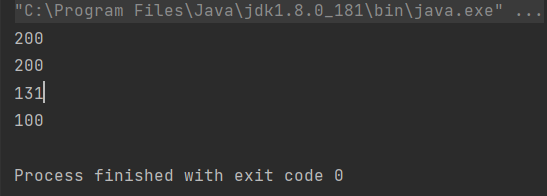 "C:\Program Files\Java\jdk1.8.0_181\bin\java.exe" ...
200
200
131
100
Process finished with exit code 0